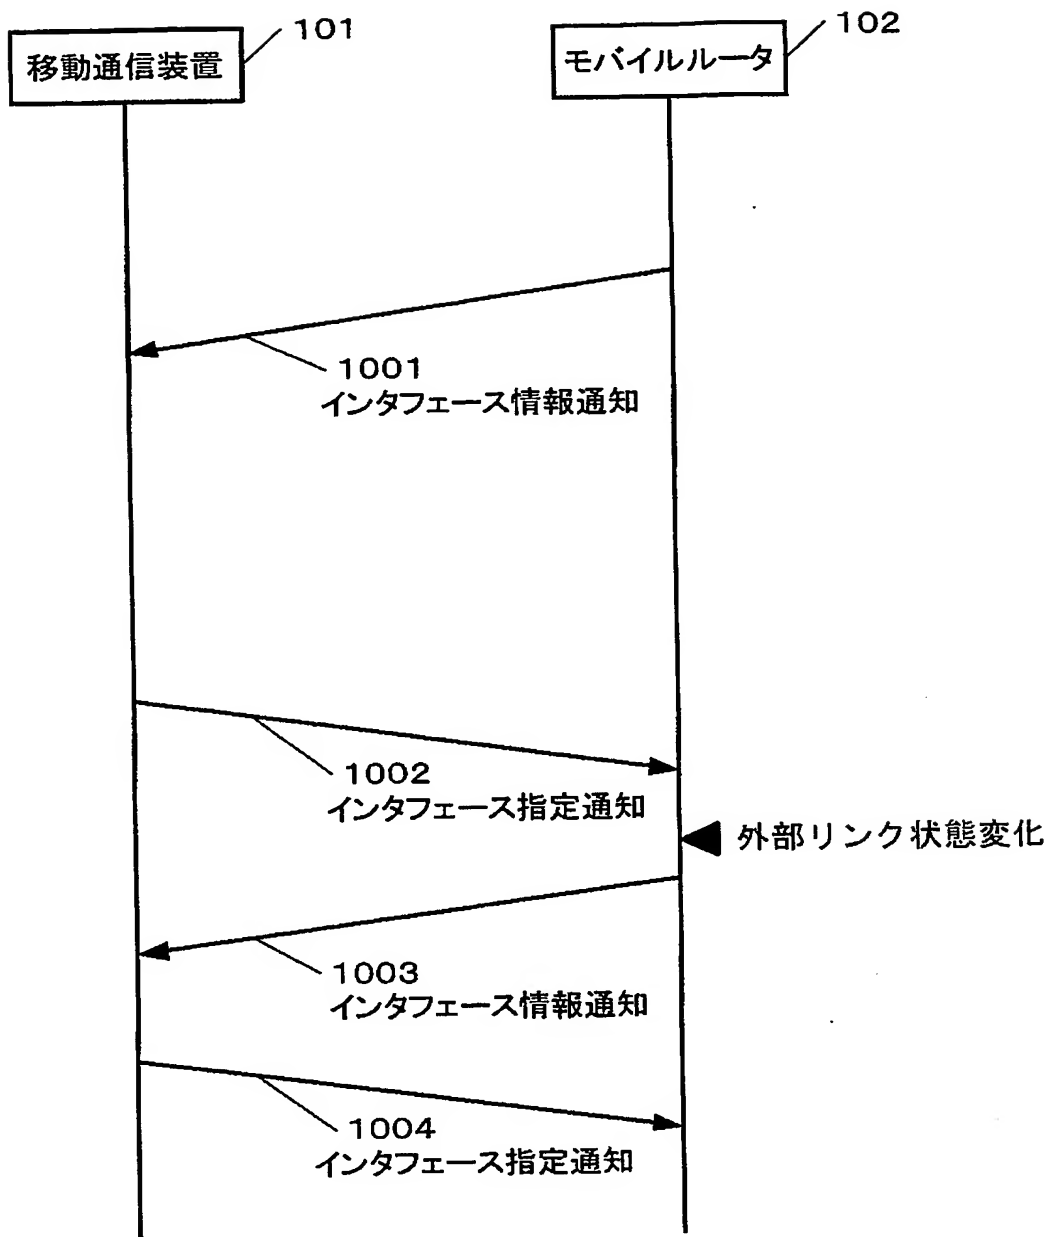 101
102
移動通信装置
モバイルルータ
1001
インタフェース情報通知
1002
インタフェース指定通知
外部リンク状態変化
1003
インタフェース情報通知
1004
インタフェース指定通知